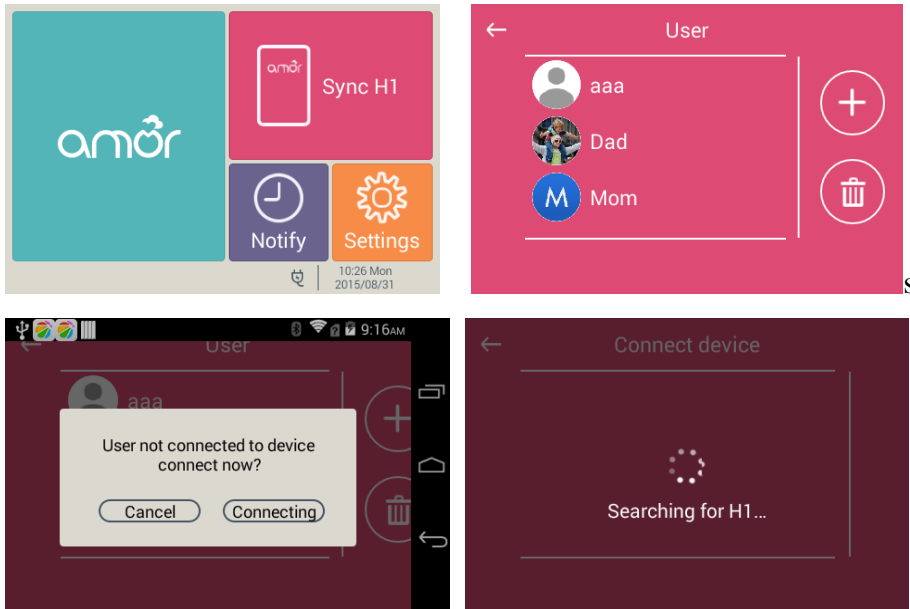 amor
amor
Sync H1
Notify
Settings
10:26 Mon
2015/08/31
User
aaa
Dad
M
Mom
s
9:16AM
User
aaa
User not connected to device
connect now?
Cancel
Connecting
Connect device
Searching for H1...